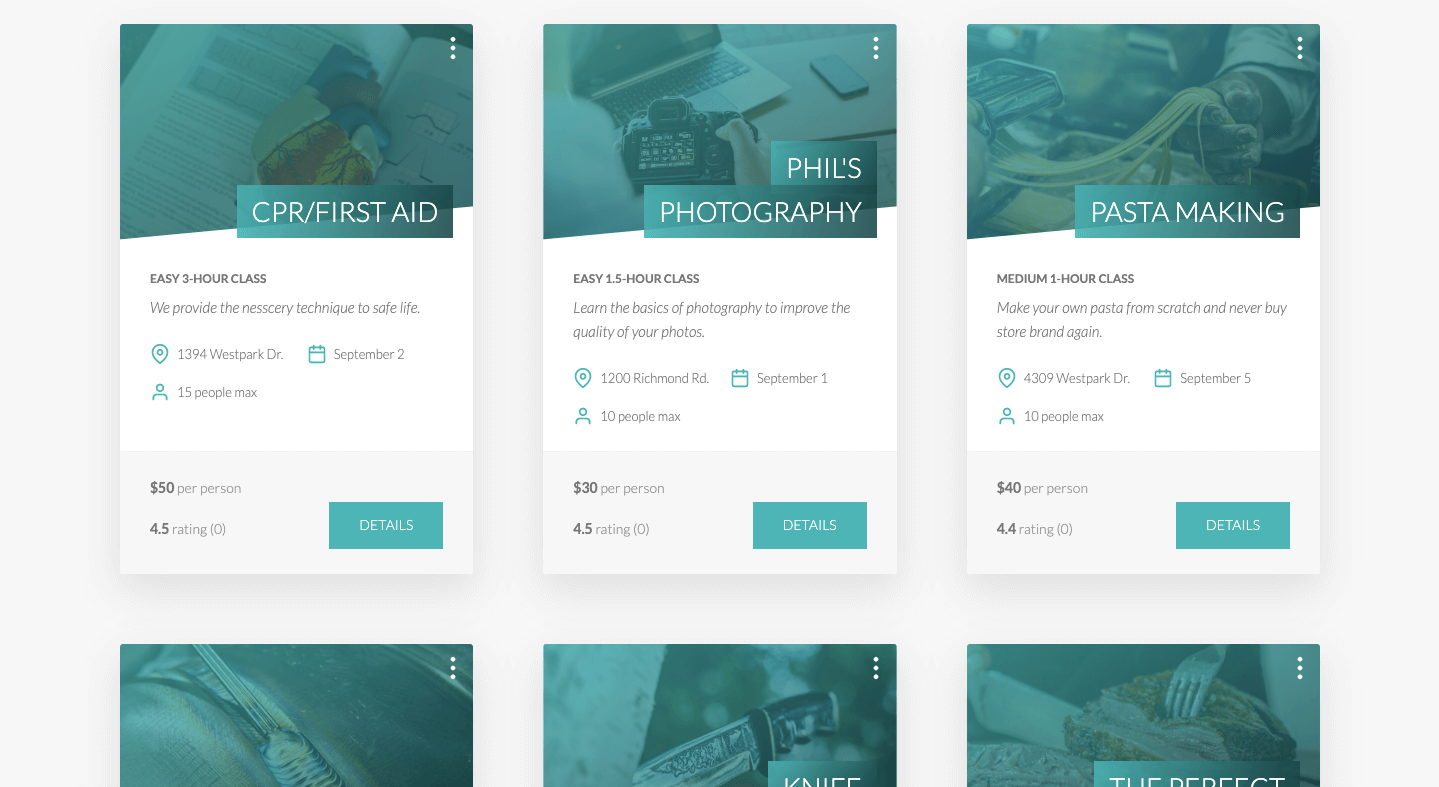 CPR/FIRST AID
EASY 3-HOUR CLASS
We provide the nesscery technique to safe life.
1394 Westpark Dr.
September 2
15 people max
$50 per person
4.5 rating (0)
DETAILS
PHIL'S
PHOTOGRAPHY
EASY 1.5-HOUR CLASS
Learn the basics of photography to improve the
quality of your photos.
1200 Richmond Rd.
September 1
10 people max
$30 per person
4.5 rating (0)
DETAILS
PASTA MAKING
MEDIUM 1-HOUR CLASS
Make your own pasta from scratch and never buy
store brand again.
4309 Westpark Dr.
September 5
10 people max
$40 per person
4.4 rating (0)
DETAILS
KNIFE
THE PERFECT